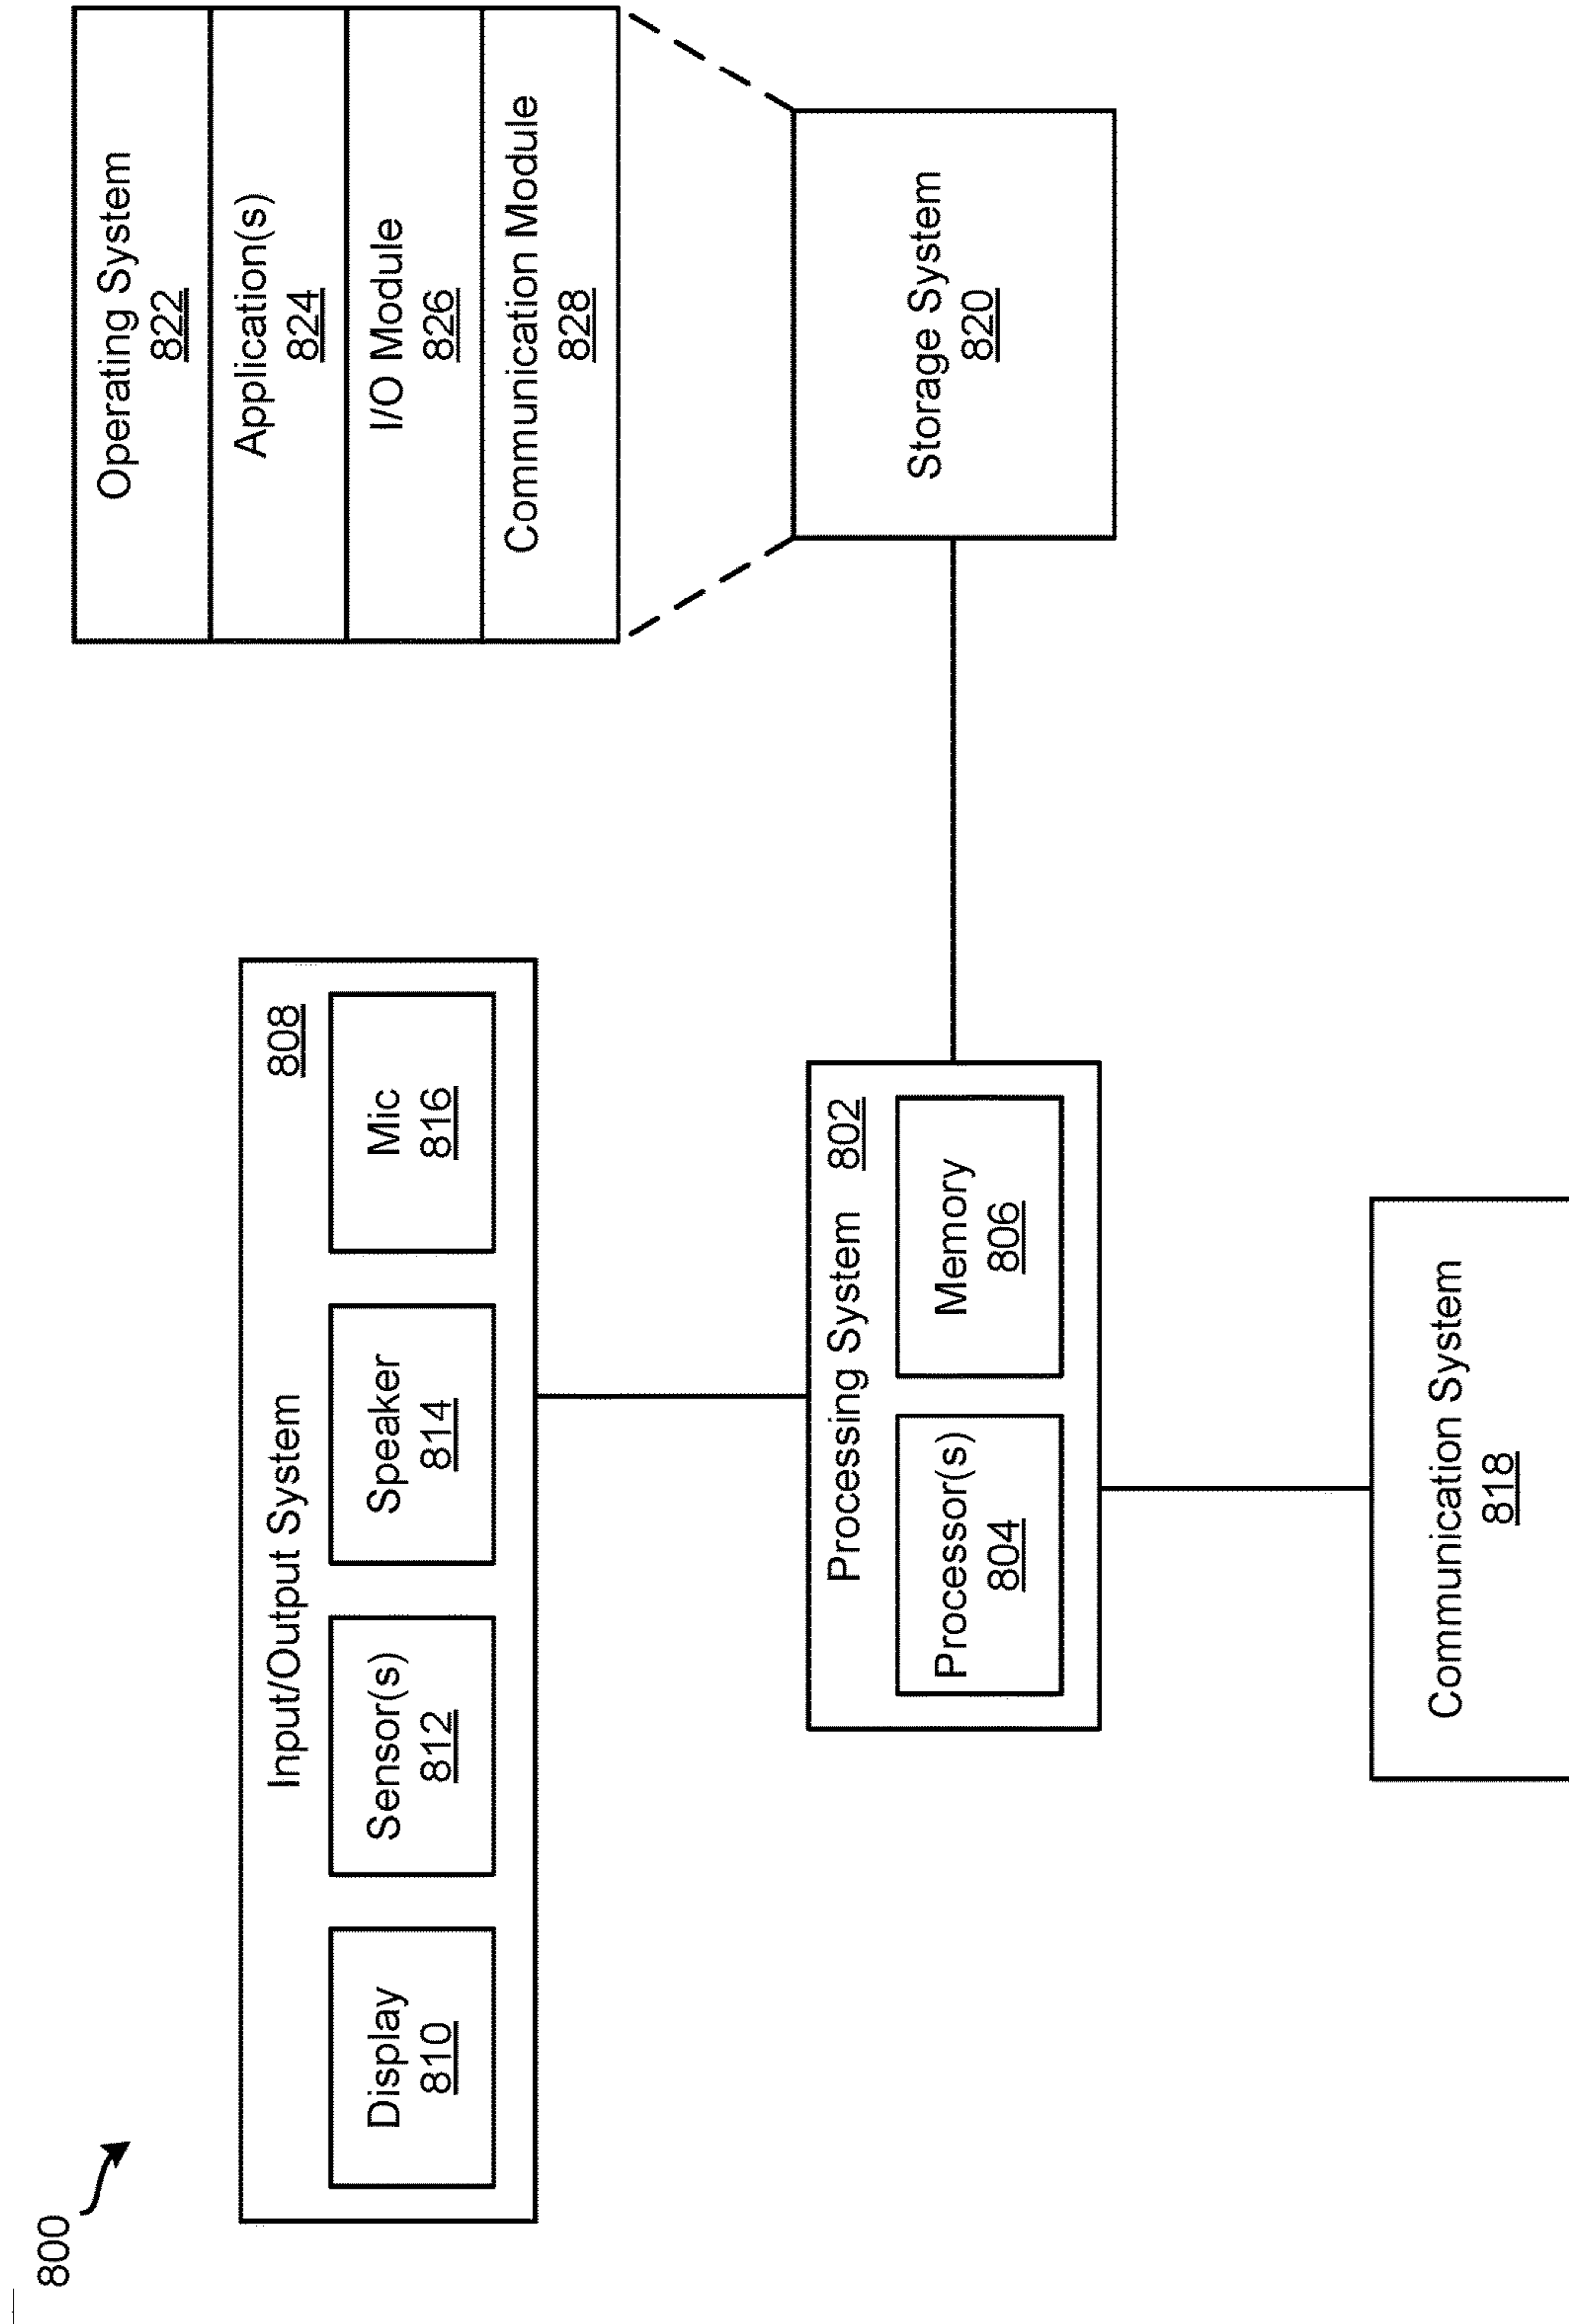 800
Input/Output System
808
Display
810
Sensor(s)
812
Speaker
814
Mic
816
Operating System
822
Application(s)
824
I/O Module
826
Communication Module
828
Processing System
802
Processor(s)
804
Memory
806
Storage System
820
Communication System
818